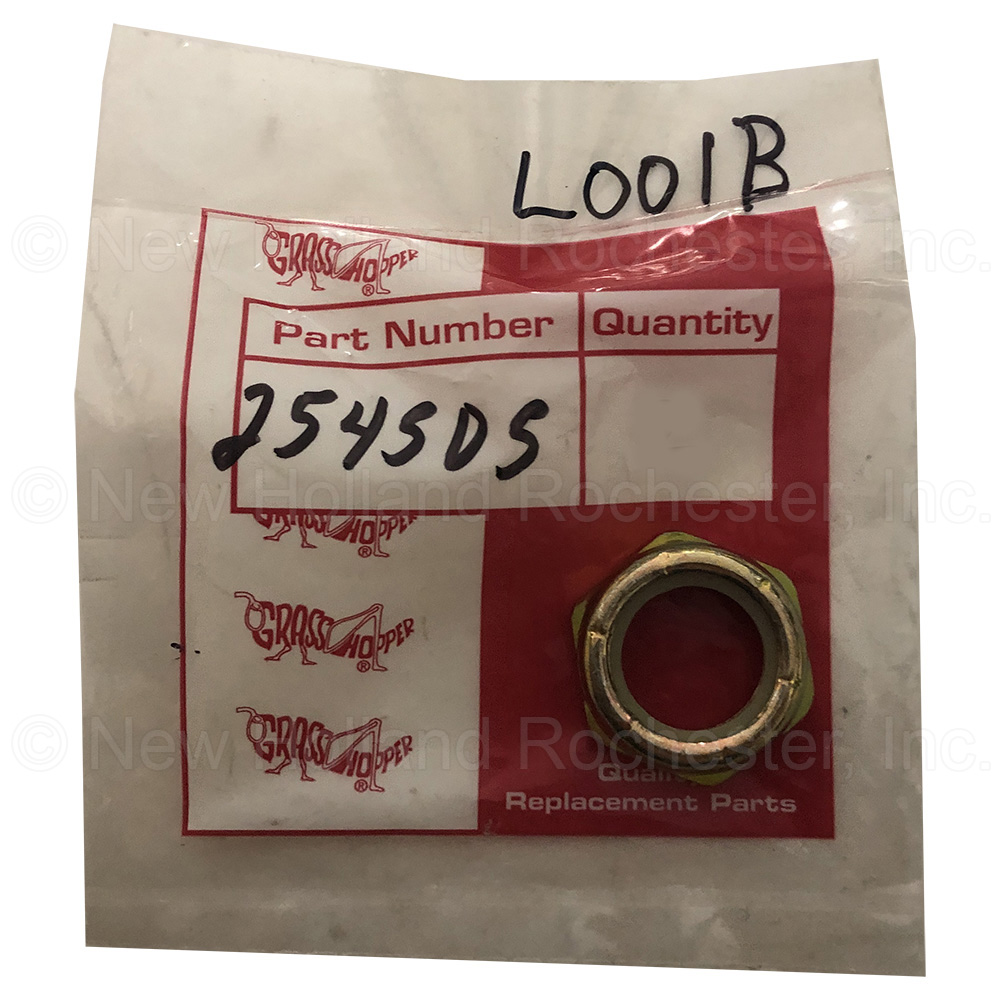 L001B
© New Holland Rochester, Inc.
GRASSHOPPER®
Part Number Quantity
254SDS
© New Holland Rochester, Inc.
GRASSHOPPER®
GRASSHOPPER®
© New Holland Rochester, Inc.
GRASSHOPPER®
Replacement Parts